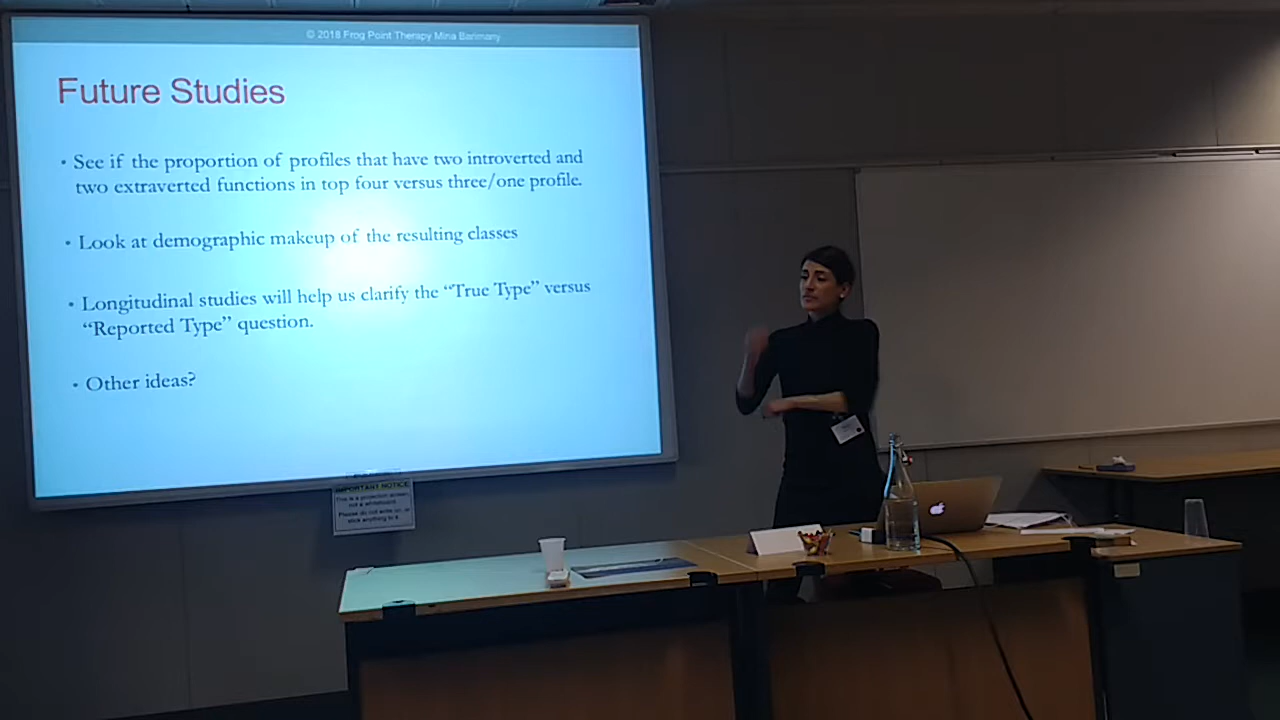 © 2018 Frog Point Therapy Mina Barimany
Future Studies
• See if the proportion of profiles that have two introverted and
two extraverted functions in top four versus three/one profile.
• Look at demographic makeup of the resulting classes
• Longitudinal studies will help us clarify the “True Type” versus
“Reported Type” question.
• Other ideas?
IMPORTANT NOTICE
This is a projection screen,
not a whiteboard.
Please do not write on, or
stick anything to it.